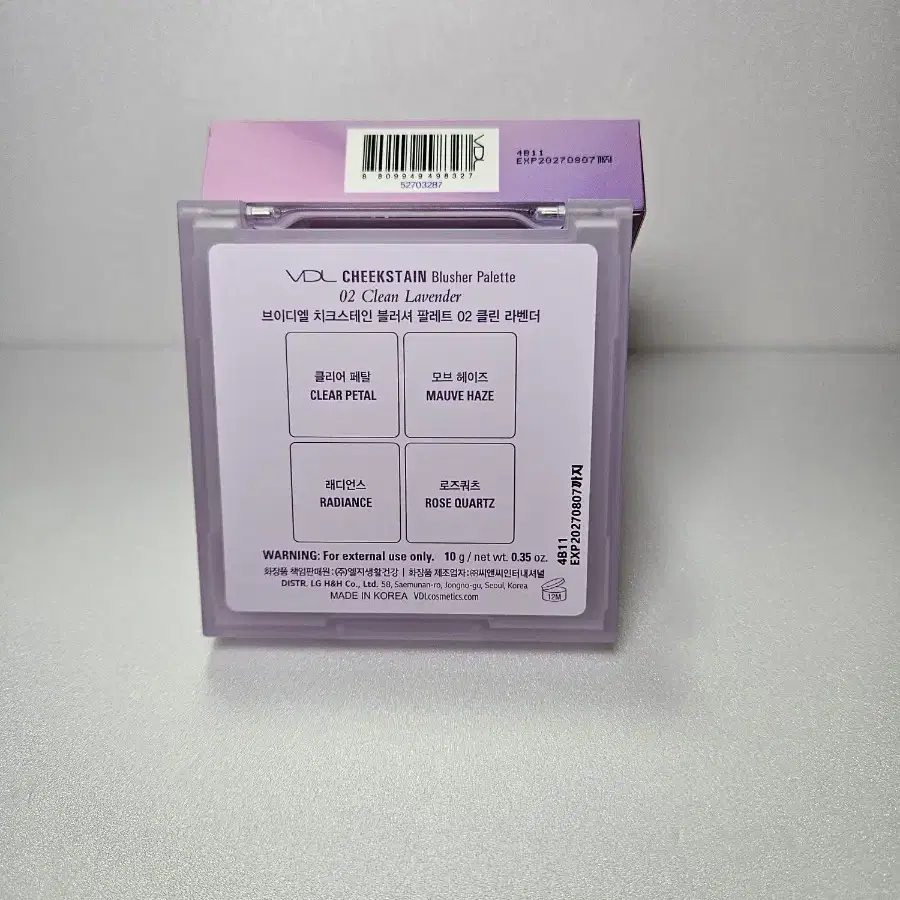 8 809949 498327
52703287
VDL
4B11
EXP20270807까지
VDL CHEEKSTAIN Blusher Palette
02 Clean Lavender
브이디엘 치크스테인 블러셔 팔레트 02 클린 라벤더
클리어 페탈
CLEAR PETAL
모브 헤이즈
MAUVE HAZE
래디언스
RADIANCE
로즈쿼츠
ROSE QUARTZ
4B11
EXP20270807까지
WARNING: For external use only. 10 g / net wt. 0.35 oz.
화장품 책임판매원 : (주)엘지생활건강 | 화장품 제조업자 : ㈜씨앤씨인터내셔널
DISTR. LG H&H Co., Ltd. 58, Saemunan-ro, Jongno-gu, Seoul, Korea
MADE IN KOREA VDLcosmetics.com
12M